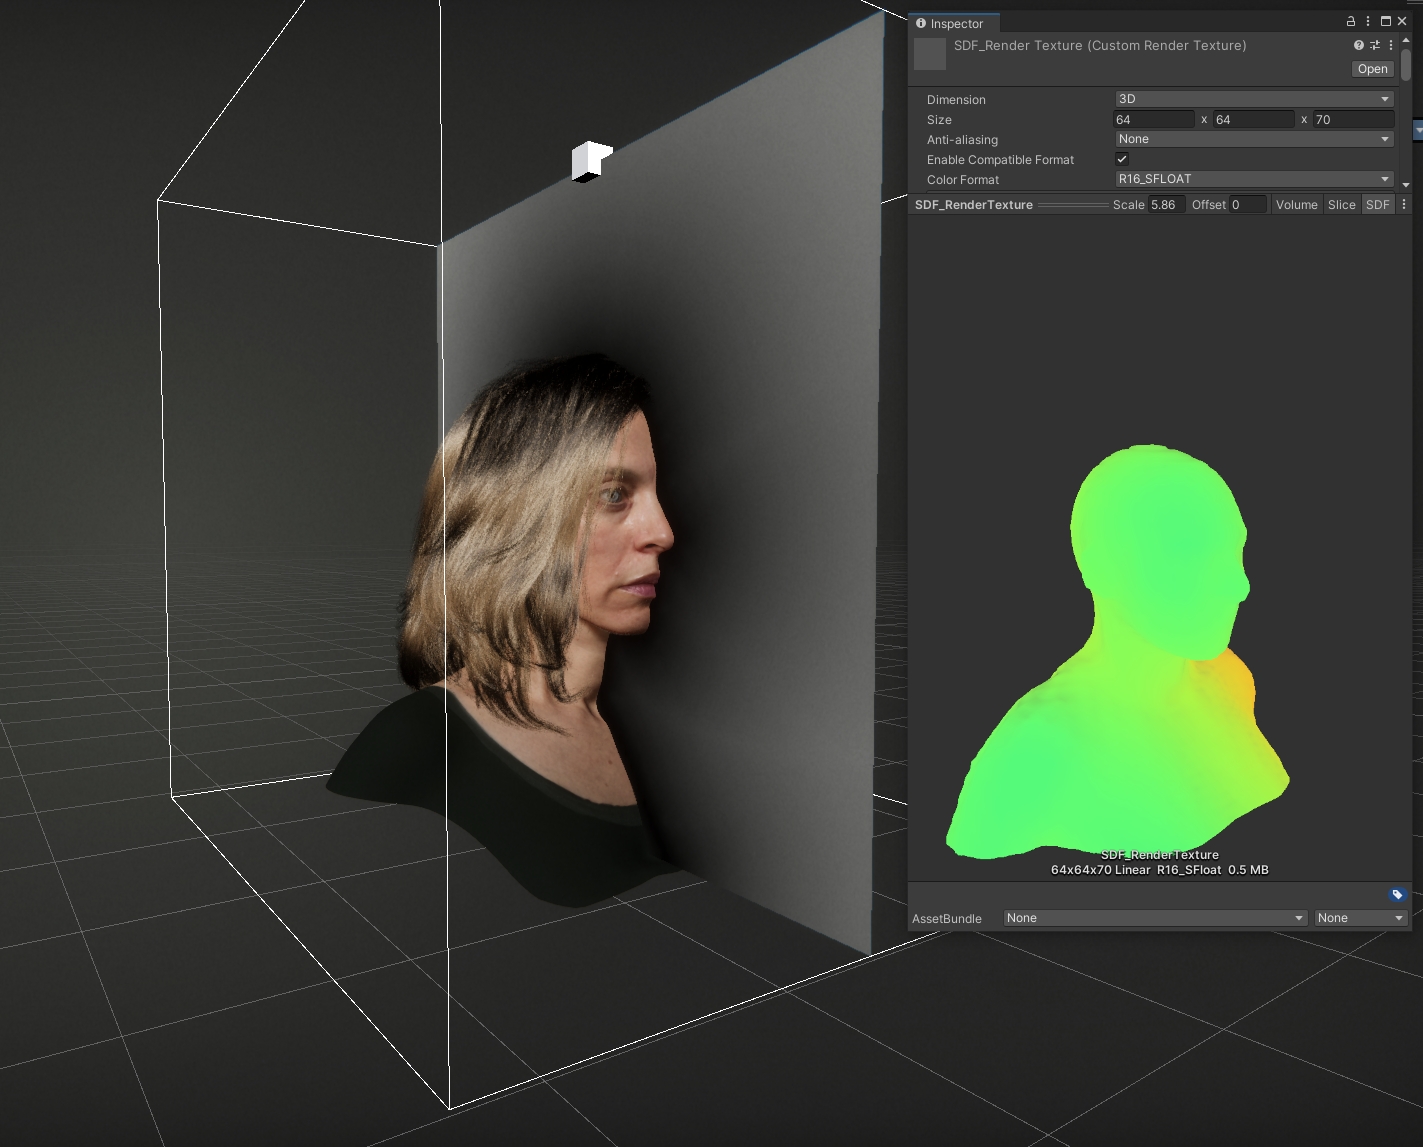 Inspector
SDF_Render Texture (Custom Render Texture)
Open
Dimension 3D
Size 64 x 64 x 70
Anti-aliasing None
Enable Compatible Format
Color Format R16_SFLOAT
SDF_RenderTexture Scale 5.86 Offset 0 Volume Slice SDF
SDF_RenderTexture
64x64x70 Linear R16_SFloat 0.5 MB
AssetBundle None None